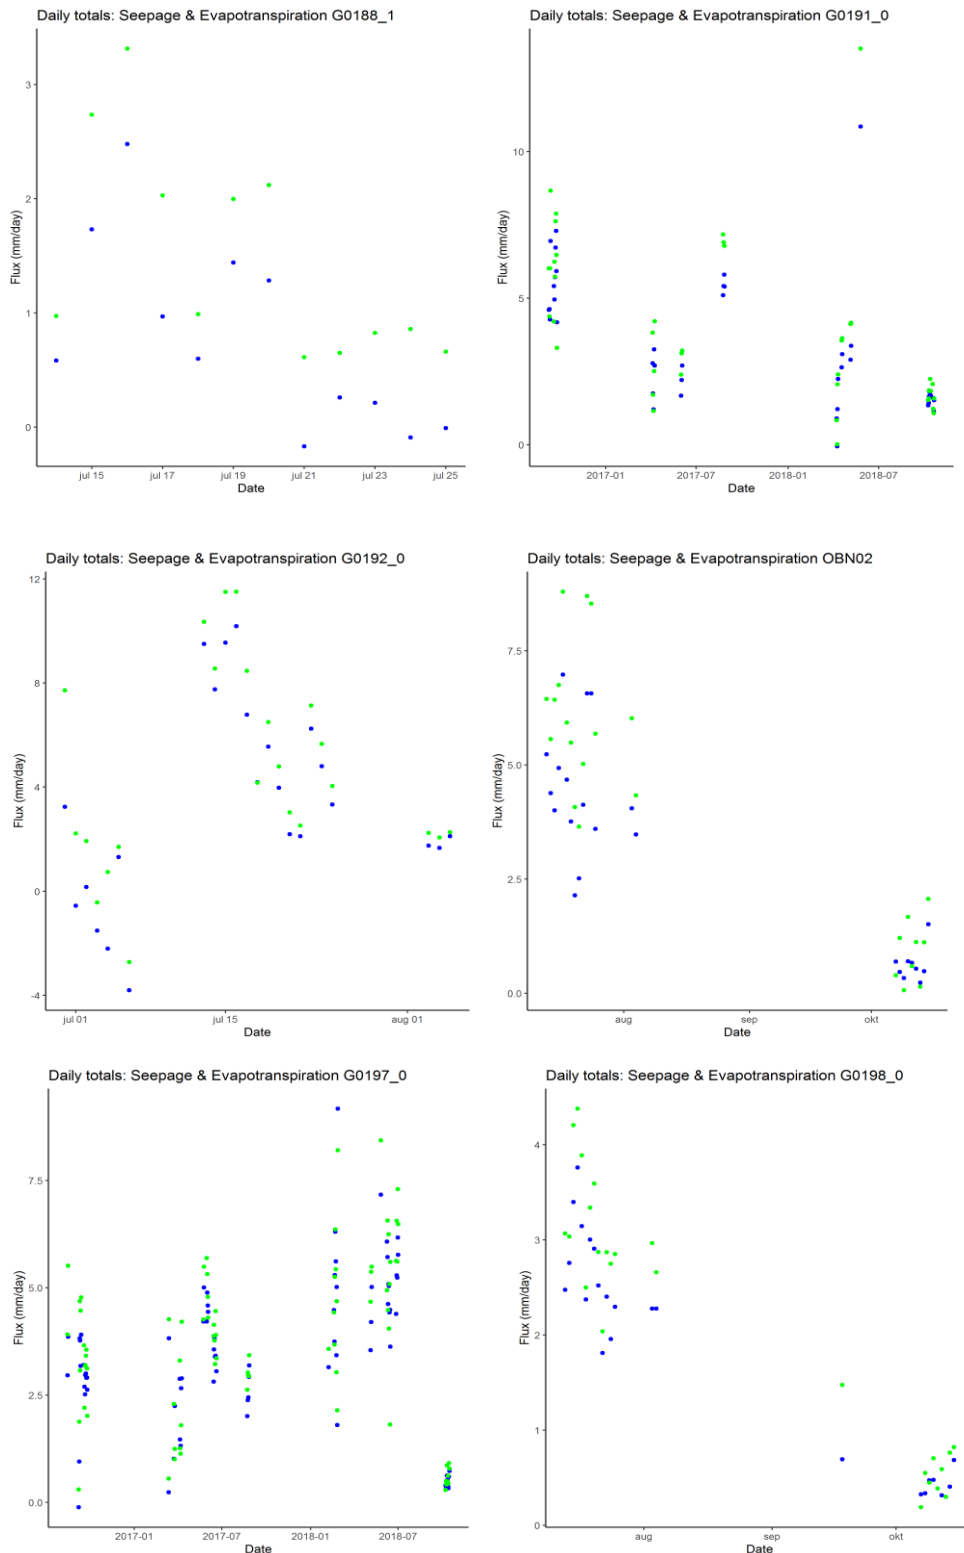 Daily totals: Seepage & Evapotranspiration G0188_1
Flux (mm/day)
3
2
1
0
jul 15 jul 17 jul 19 jul 21 jul 23 jul 25
Date
Daily totals: Seepage & Evapotranspiration G0191_0
Flux (mm/day)
10
5
0
2017-01 2017-07 2018-01 2018-07
Date
Daily totals: Seepage & Evapotranspiration G0192_0
Flux (mm/day)
12
8
4
0
-4
jul 01 jul 15 aug 01
Date
Daily totals: Seepage & Evapotranspiration OBN02
Flux (mm/day)
7.5
5.0
2.5
0.0
aug sep okt
Date
Daily totals: Seepage & Evapotranspiration G0197_0
Flux (mm/day)
7.5
5.0
2.5
0.0
2017-01 2017-07 2018-01 2018-07
Date
Daily totals: Seepage & Evapotranspiration G0198_0
Flux (mm/day)
4
3
2
1
0
aug sep okt
Date